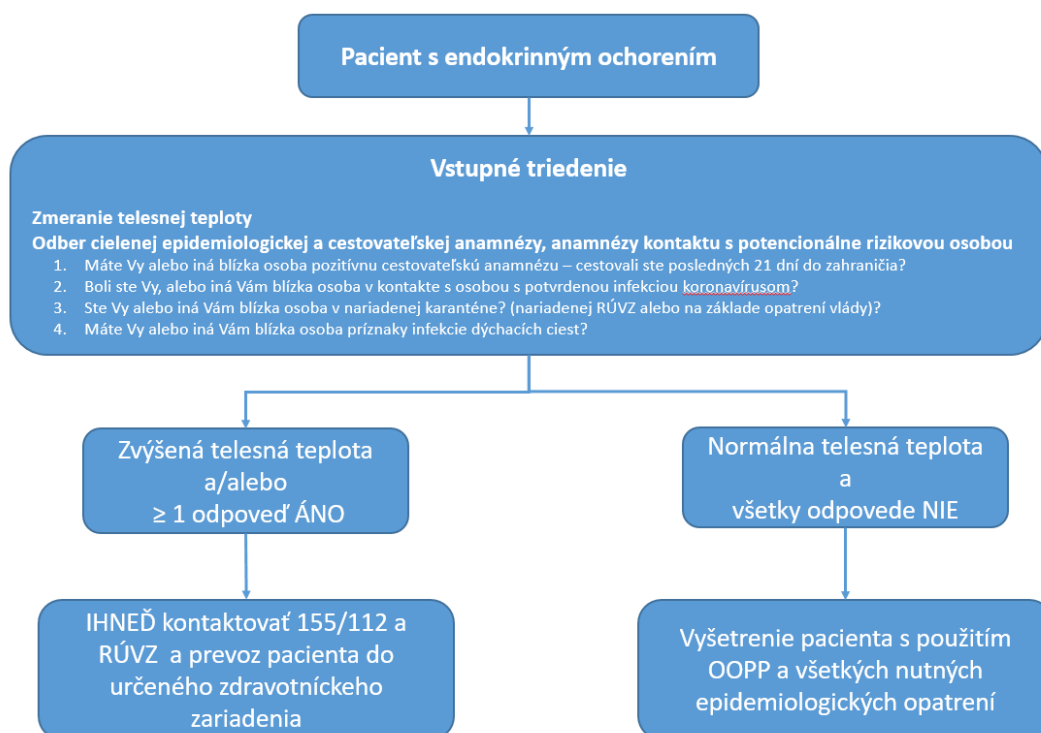 Pacient s endokrinným ochorením
Vstupné triedenie
Zmeranie telesnej teploty
Odber cielenej epidemiologickej a cestovateľskej anamnézy, anamnézy kontaktu s potencionálne rizikovou osobou
1. Máte Vy alebo iná blízka osoba pozitívnu cestovateľskú anamnézu – cestovali ste posledných 21 dní do zahraničia?
2. Boli ste Vy, alebo iná Vám blízka osoba v kontakte s osobou s potvrdenou infekciou koronavírusom?
3. Ste Vy alebo iná Vám blízka osoba v nariadenej karanténe? (nariadenej RÚVZ alebo na základe opatrení vlády)?
4. Máte Vy alebo iná Vám blízka osoba príznaky infekcie dýchacích ciest?
Zvýšená telesná teplota
a/alebo
≥ 1 odpoveď ÁNO
Normálna telesná teplota
a
všetky odpovede NIE
IHNEĎ kontaktovať 155/112 a
RÚVZ a prevoz pacienta do
určeného zdravotníckeho
zariadenia
Vyšetrenie pacienta s použitím
OOPP a všetkých nutných
epidemiologických opatrení